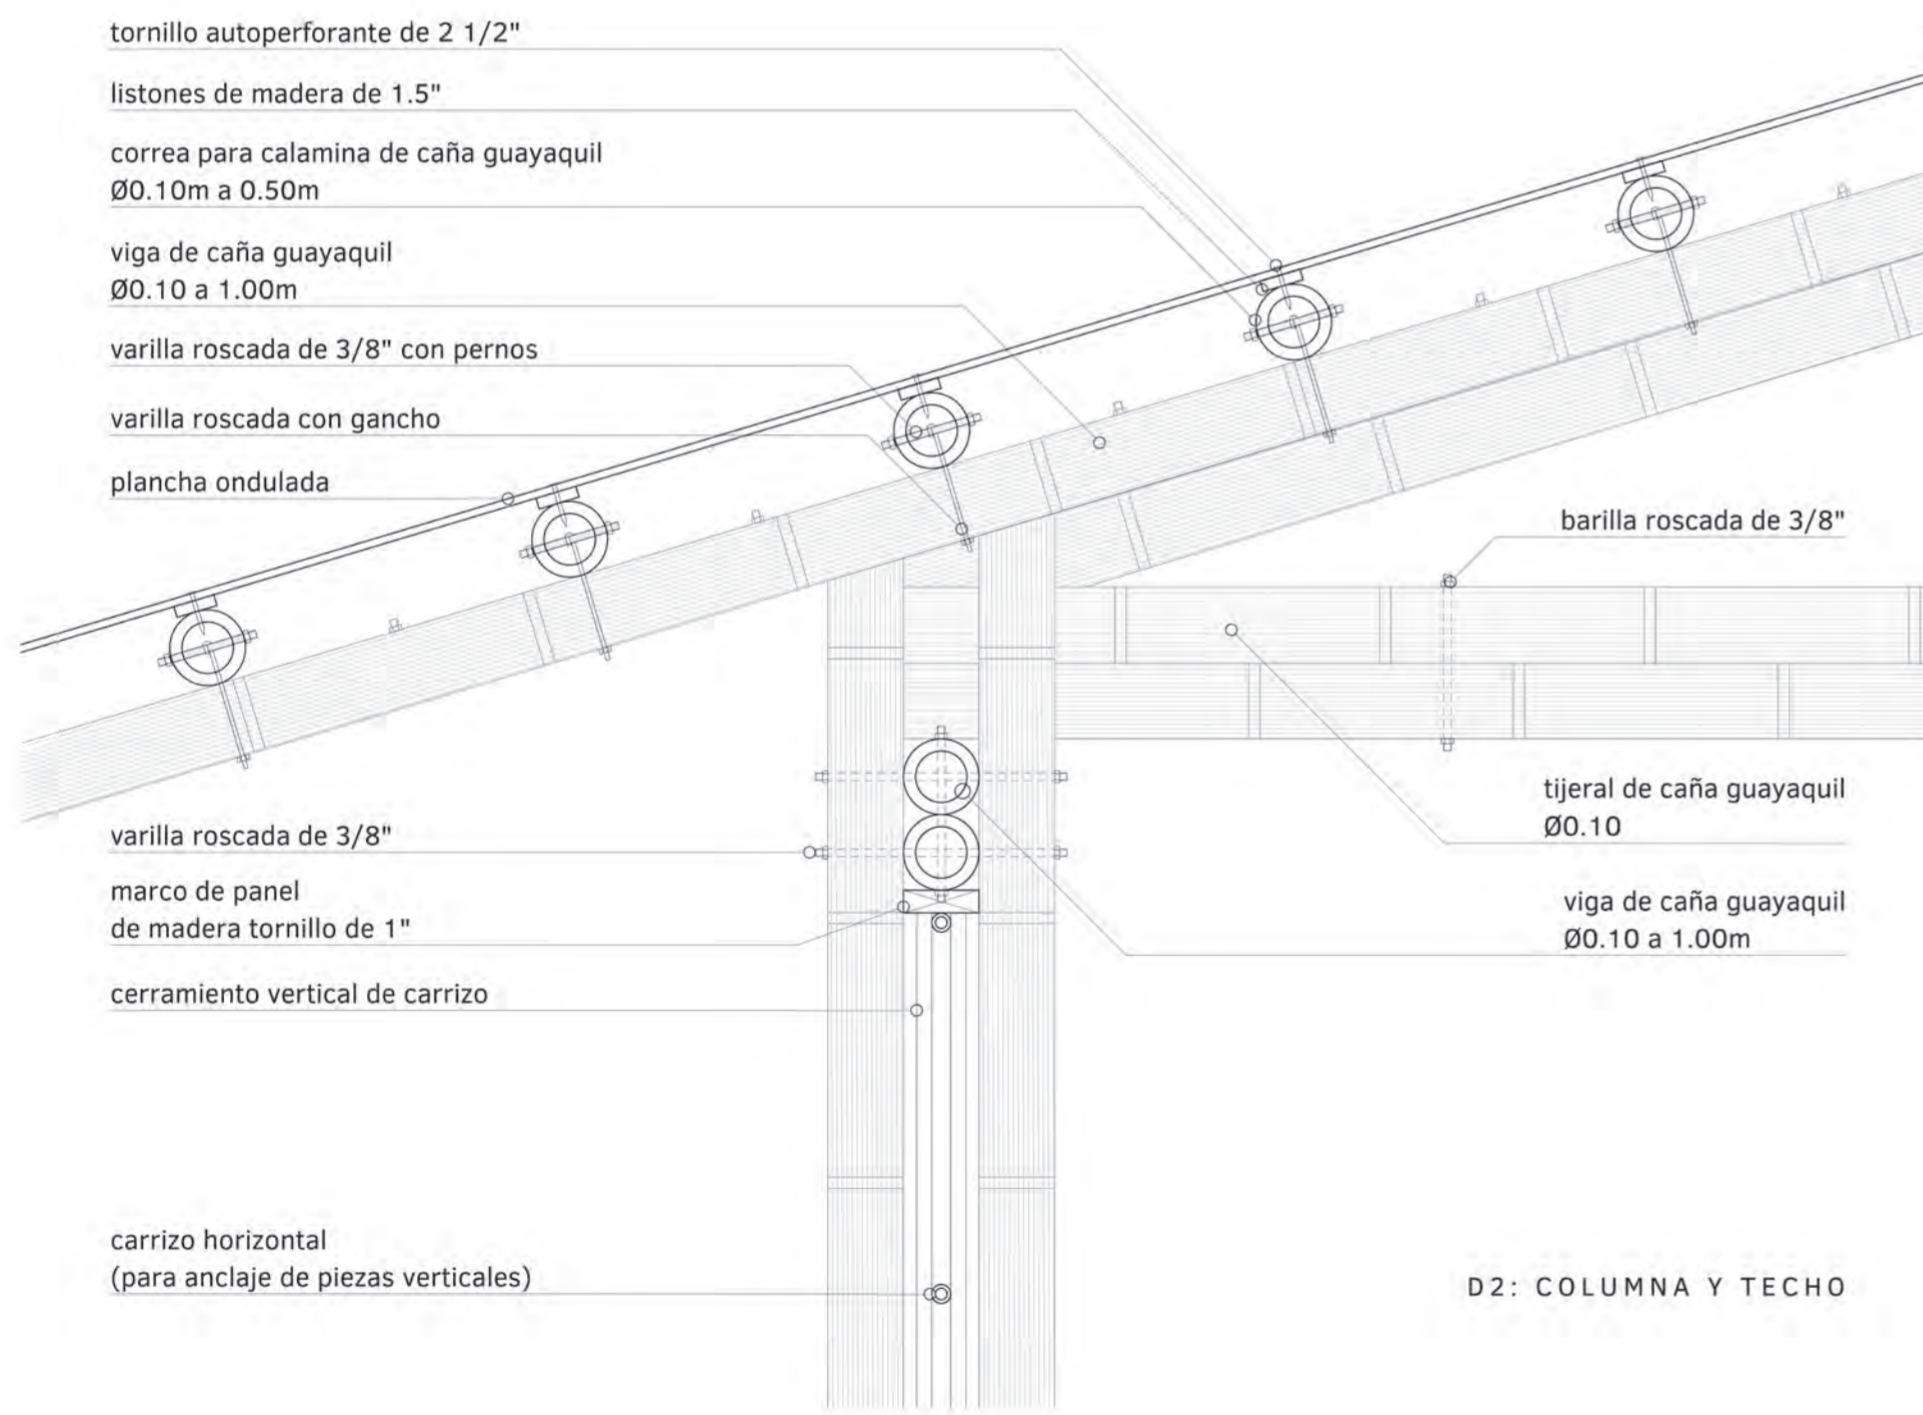 tornillo autoperforante de 2 1/2"
listones de madera de 1.5"
correa para calamina de caña guayaquil
Ø0.10m a 0.50m
viga de caña guayaquil
Ø0.10 a 1.00m
varilla roscada de 3/8" con pernos
varilla roscada con gancho
plancha ondulada
barilla roscada de 3/8"
tijeral de caña guayaquil
Ø0.10
varilla roscada de 3/8"
marco de panel
de madera tornillo de 1"
viga de caña guayaquil
Ø0.10 a 1.00m
cerramiento vertical de carrizo
carrizo horizontal
(para anclaje de piezas verticales)
D2: COLUMNA Y TECHO